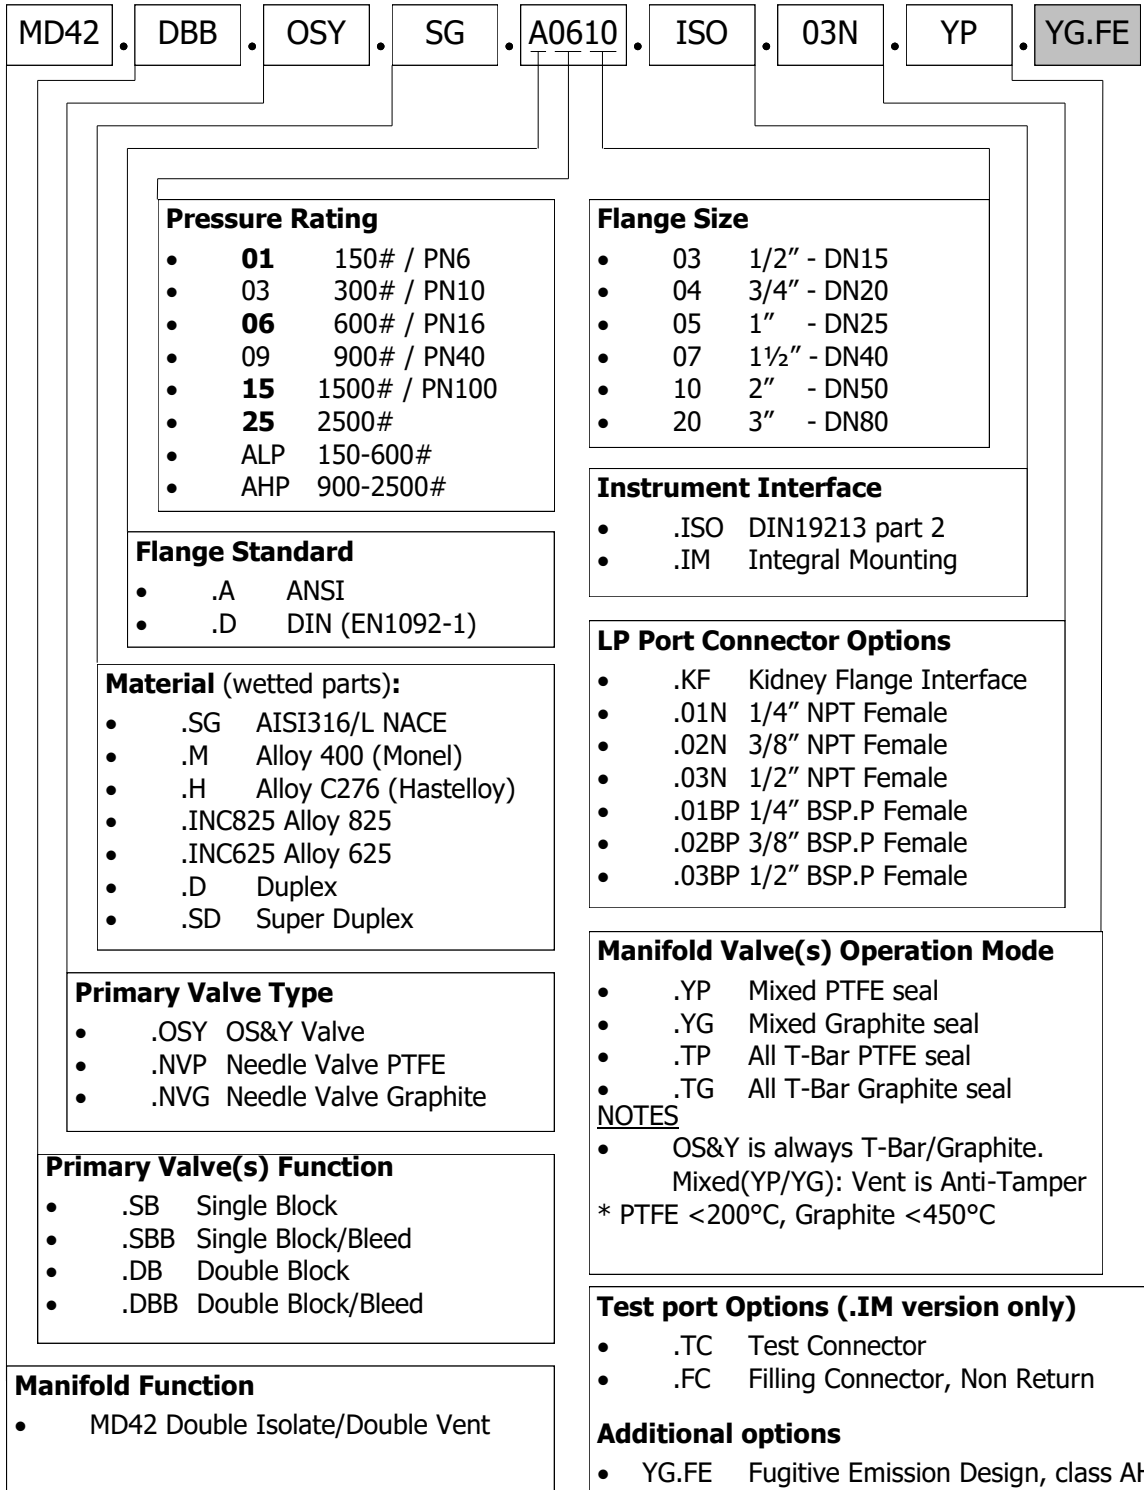 MD42 . DBB . OSY . SG . A0610 . ISO . 03N . YP . YG.FE
Pressure Rating
• 01 150# / PN6
• 03 300# / PN10
• 06 600# / PN16
• 09 900# / PN40
• 15 1500# / PN100
• 25 2500#
• ALP 150-600#
• AHP 900-2500#
Flange Standard
• .A ANSI
• .D DIN (EN1092-1)
Material (wetted parts):
• .SG AISI316/L NACE
• .M Alloy 400 (Monel)
• .H Alloy C276 (Hastelloy)
• .INC825 Alloy 825
• .INC625 Alloy 625
• .D Duplex
• .SD Super Duplex
Primary Valve Type
• .OSY OS&Y Valve
• .NVP Needle Valve PTFE
• .NVG Needle Valve Graphite
Primary Valve(s) Function
• .SB Single Block
• .SBB Single Block/Bleed
• .DB Double Block
• .DBB Double Block/Bleed
Manifold Function
• MD42 Double Isolate/Double Vent
Flange Size
• 03 1/2″ - DN15
• 04 3/4″ - DN20
• 05 1″ - DN25
• 07 1½″ - DN40
• 10 2″ - DN50
• 20 3″ - DN80
Instrument Interface
• .ISO DIN19213 part 2
• .IM Integral Mounting
LP Port Connector Options
• .KF Kidney Flange Interface
• .01N 1/4″ NPT Female
• .02N 3/8″ NPT Female
• .03N 1/2″ NPT Female
• .01BP 1/4″ BSP.P Female
• .02BP 3/8″ BSP.P Female
• .03BP 1/2″ BSP.P Female
Manifold Valve(s) Operation Mode
• .YP Mixed PTFE seal
• .YG Mixed Graphite seal
• .TP All T-Bar PTFE seal
• .TG All T-Bar Graphite seal
NOTES
• OS&Y is always T-Bar/Graphite.
Mixed(YP/YG): Vent is Anti-Tamper
* PTFE <200°C, Graphite <450°C
Test port Options (.IM version only)
• .TC Test Connector
• .FC Filling Connector, Non Return
Additional options
• YG.FE Fugitive Emission Design, class